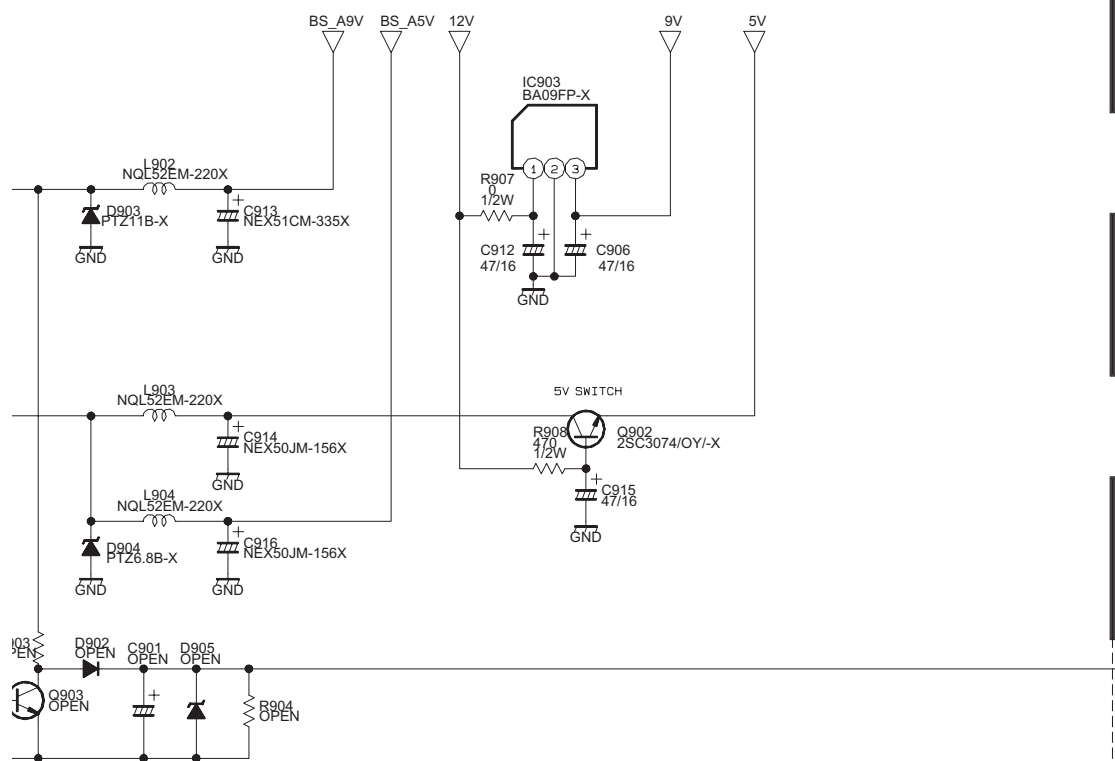 BS_A9V BS_A5V 12V 9V 5V
IC903
BA09FP-X
1 2 3
L902
NQL52EM-220X
R907
0
1/2W
D903
PTZ11B-X
C913
NEX51CM-335X
GND
GND
C912
47/16
C906
47/16
GND
L903
NQL52EM-220X
5V SWITCH
C914
NEX50JM-156X
R908
470
1/2W
Q902
2SC3074/OY/-X
GND
L904
NQL52EM-220X
C915
47/16
GND
D904
PTZ6.8B-X
C916
NEX50JM-156X
GND
GND
D902
OPEN
C901
OPEN
D905
OPEN
Q903
OPEN
R904
OPEN